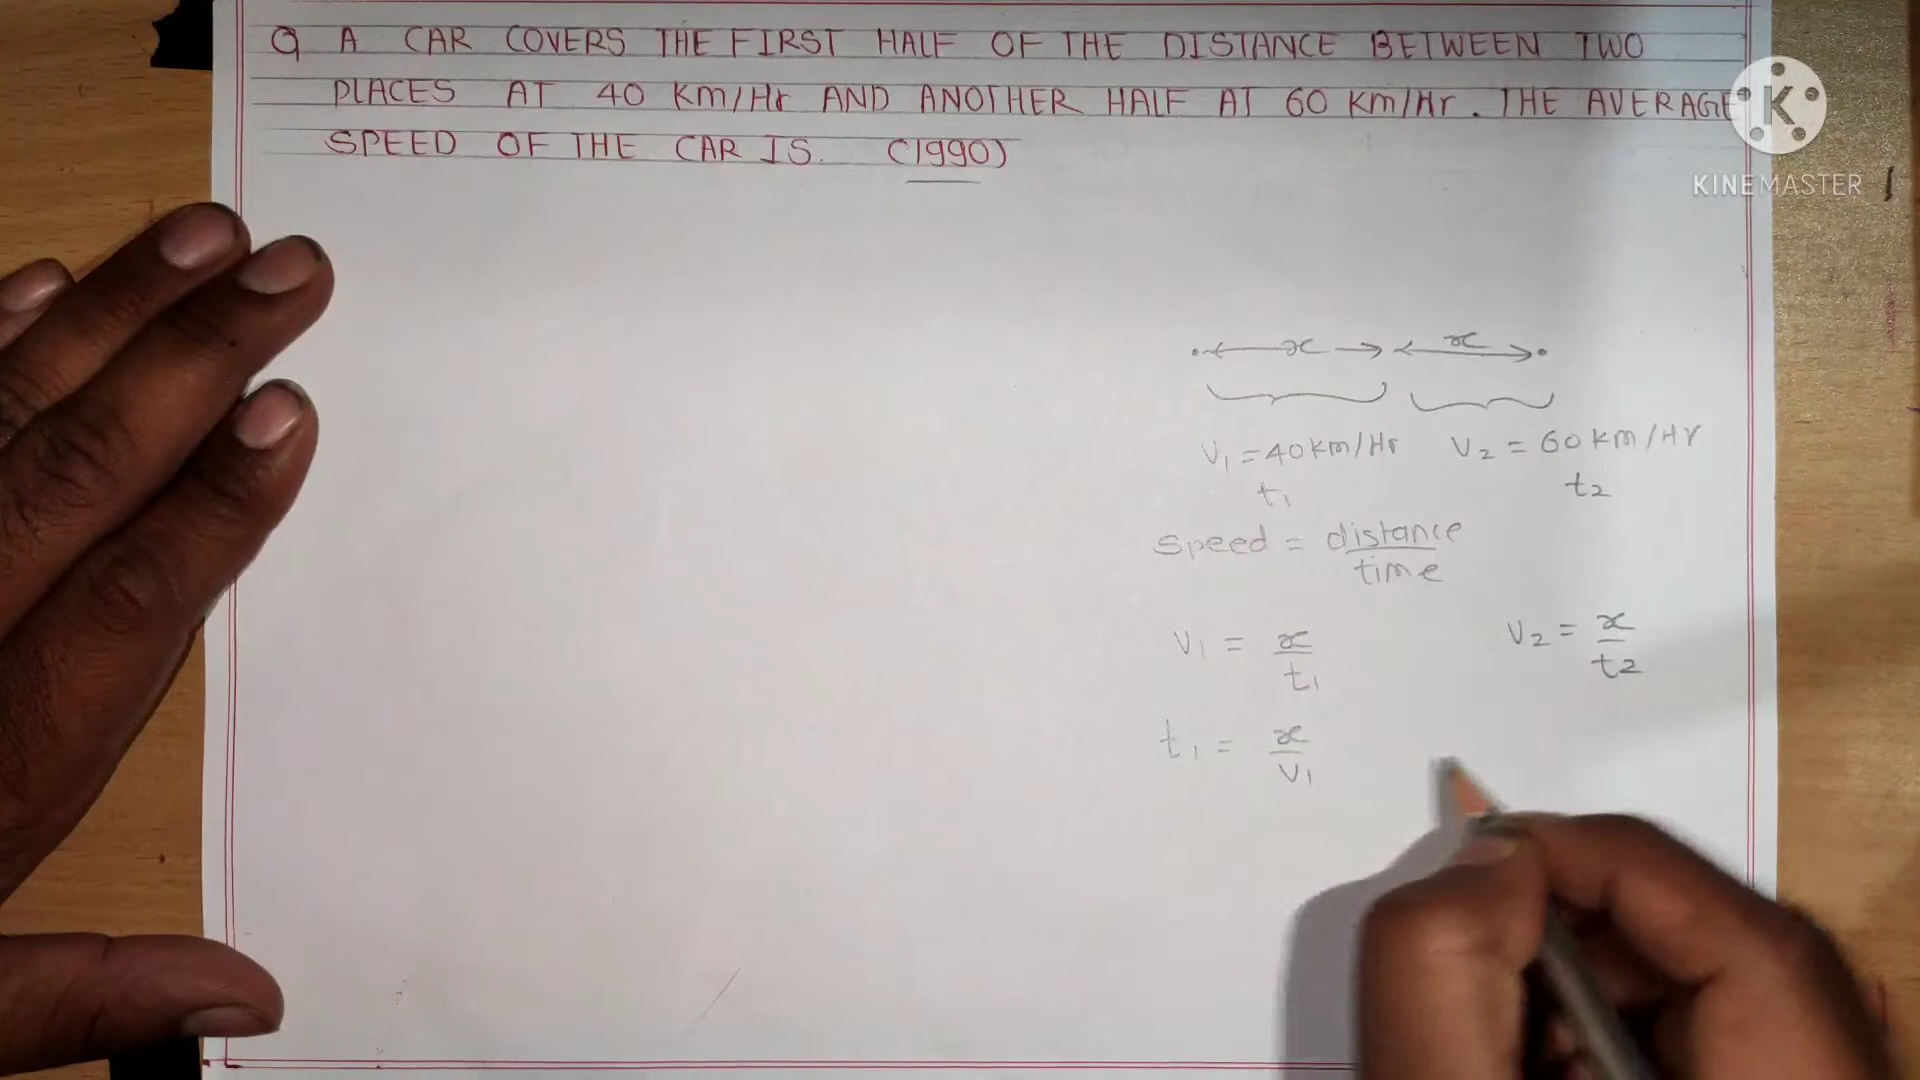 Q A CAR COVERS THE FIRST HALF OF THE DISTANCE BETWEEN TWO
PLACES AT 40 Km/Hr AND ANOTHER HALF AT 60 Km/Hr. THE AVERAGE
SPEED OF THE CAR IS. (1990)
K
KINEMASTER
x x
V₁ = 40 Km/Hr V₂ = 60 Km/Hr
t₁ t₂
speed = distance
time
V₁ = x/t₁ V₂ = x/t₂
t₁ = x/V₁